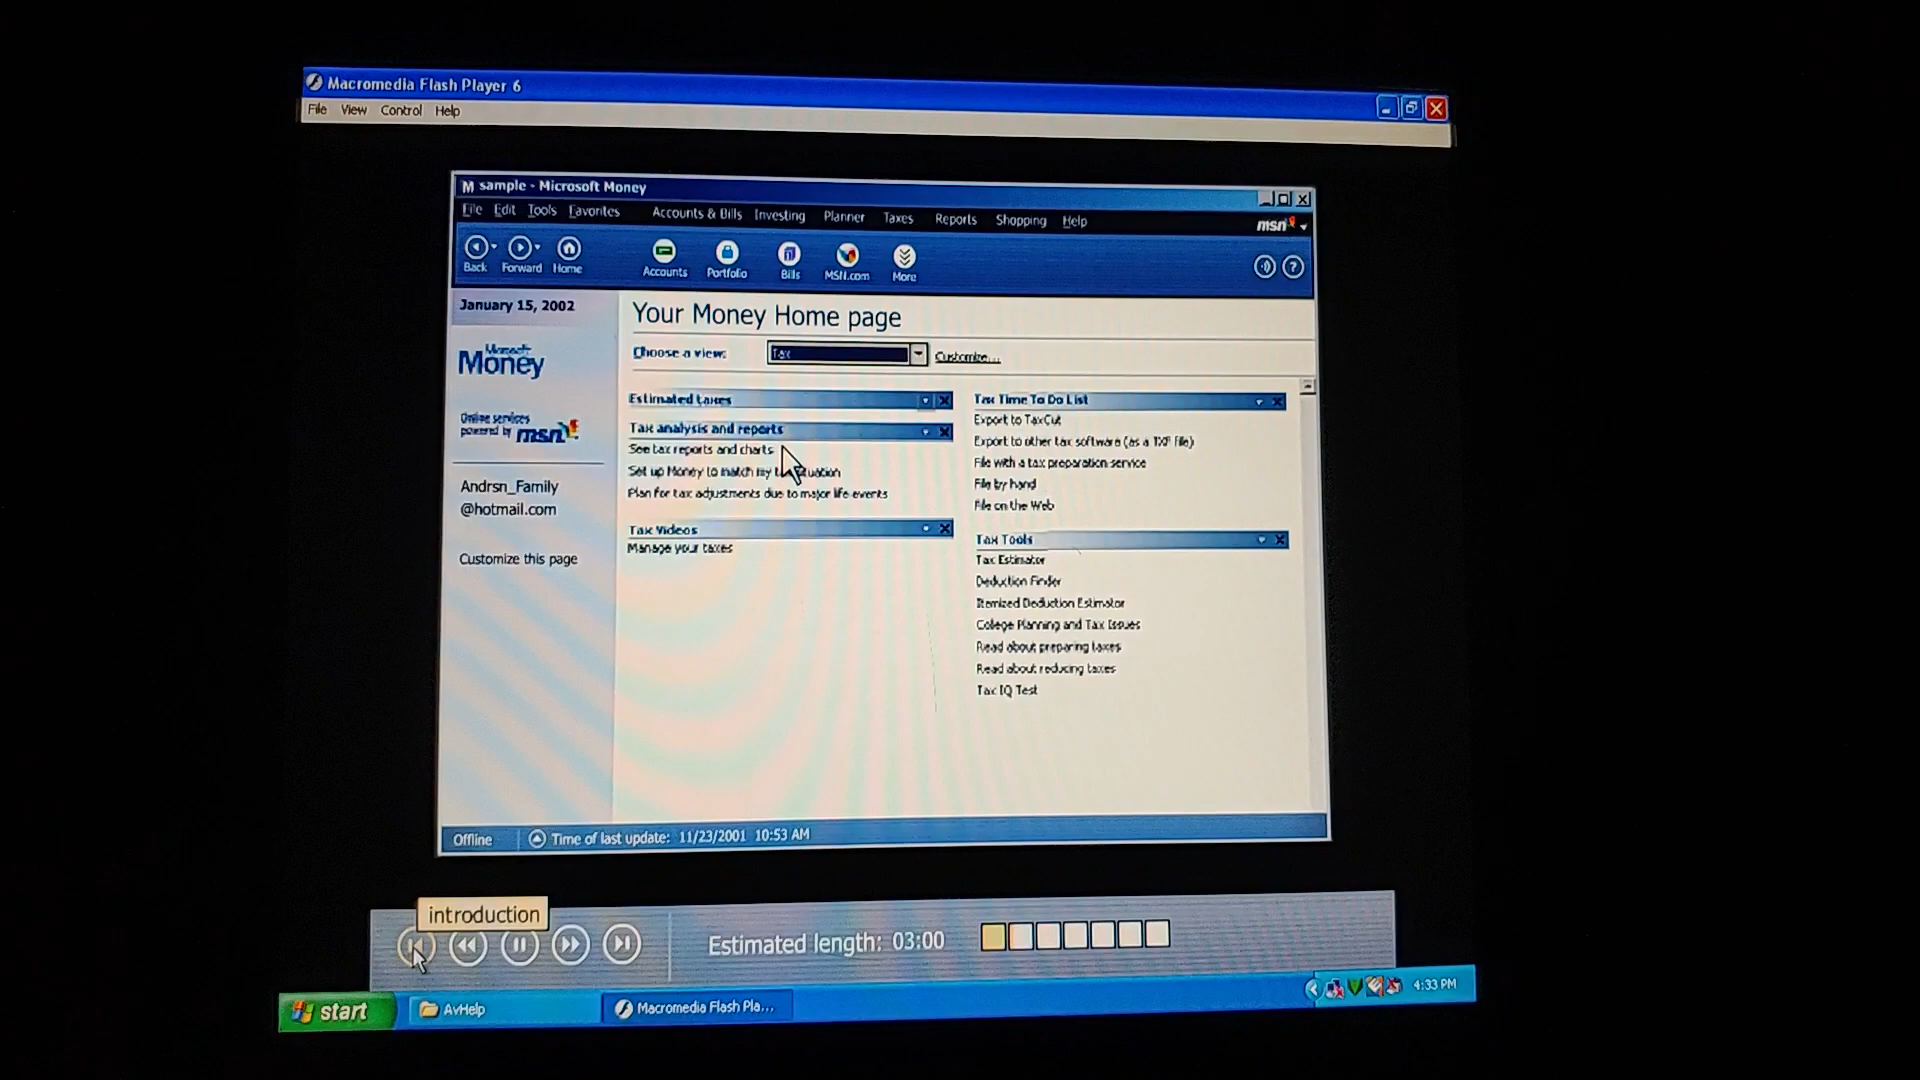 Macromedia Flash Player 6
File View Control Help
sample - Microsoft Money
File Edit Tools Favorites Accounts & Bills Investing Planner Taxes Reports Shopping Help
msn
Back Forward Home Accounts Portfolio Bills MSN.com More
January 15, 2002
Your Money Home page
Choose a view: Tax Customize...
Microsoft
Money
Online services
powered by msn
Andrsn_Family
@hotmail.com
Customize this page
Estimated taxes
Tax analysis and reports
See tax reports and charts
Set up Money to match my
Plan for tax adjustments due to major life events
Tax Videos
Manage your taxes
Tax Time To Do List
Export to TaxCut
Export to other tax software (as a TXF file)
File with a tax preparation service
File by hand
File on the Web
Tax Tools
Tax Estimator
Deduction Finder
Itemized Deduction Estimator
College Planning and Tax Issues
Read about preparing taxes
Read about reducing taxes
Tax IQ Test
Offline Time of last update: 11/23/2001 10:53 AM
introduction
Estimated length: 03:00
start AvHelp Macromedia Flash Pla... 4:33 PM